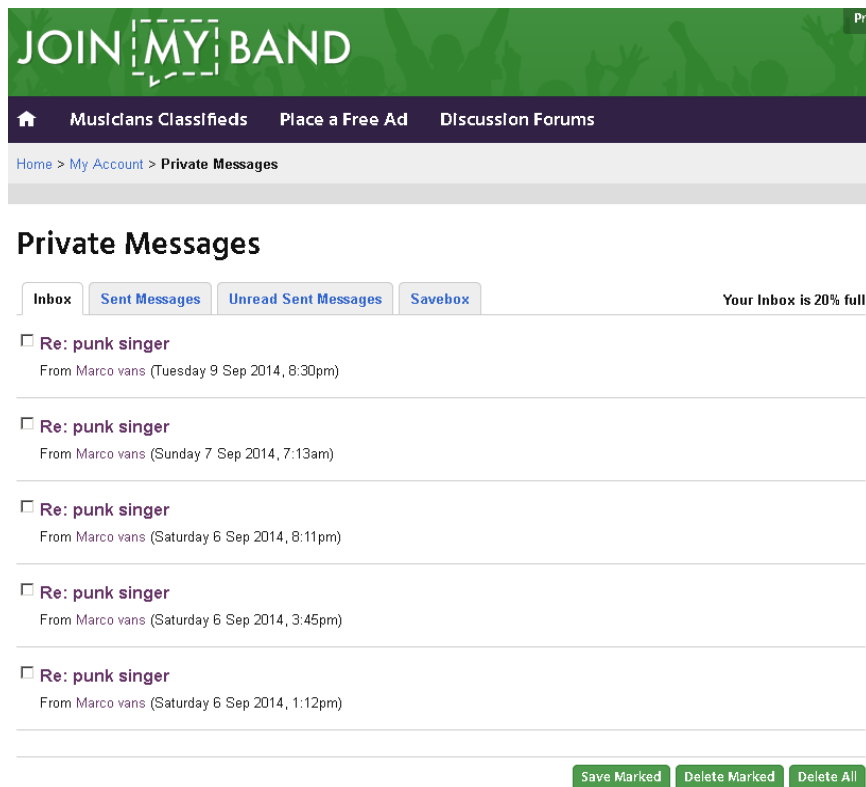 JOIN MY BAND
Pr
Musicians Classifieds Place a Free Ad Discussion Forums
Home > My Account > Private Messages
Private Messages
Inbox Sent Messages Unread Sent Messages Savebox Your Inbox is 20% full
Re: punk singer
From Marco vans (Tuesday 9 Sep 2014, 8:30pm)
Re: punk singer
From Marco vans (Sunday 7 Sep 2014, 7:13am)
Re: punk singer
From Marco vans (Saturday 6 Sep 2014, 8:11pm)
Re: punk singer
From Marco vans (Saturday 6 Sep 2014, 3:45pm)
Re: punk singer
From Marco vans (Saturday 6 Sep 2014, 1:12pm)
Save Marked Delete Marked Delete All